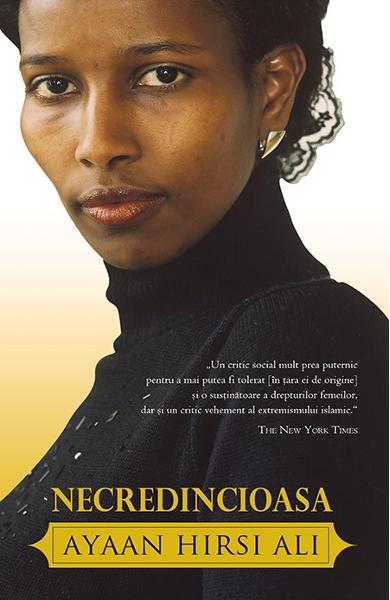 „Un critic social mult prea puternic
pentru a mai putea fi tolerat [în țara ei de origine]
și o susținătoare a drepturilor femeilor,
dar și un critic vehement al extremismului islamic.“
THE NEW YORK TIMES
NECREDINCIOASA
AYAAN HIRSI ALI